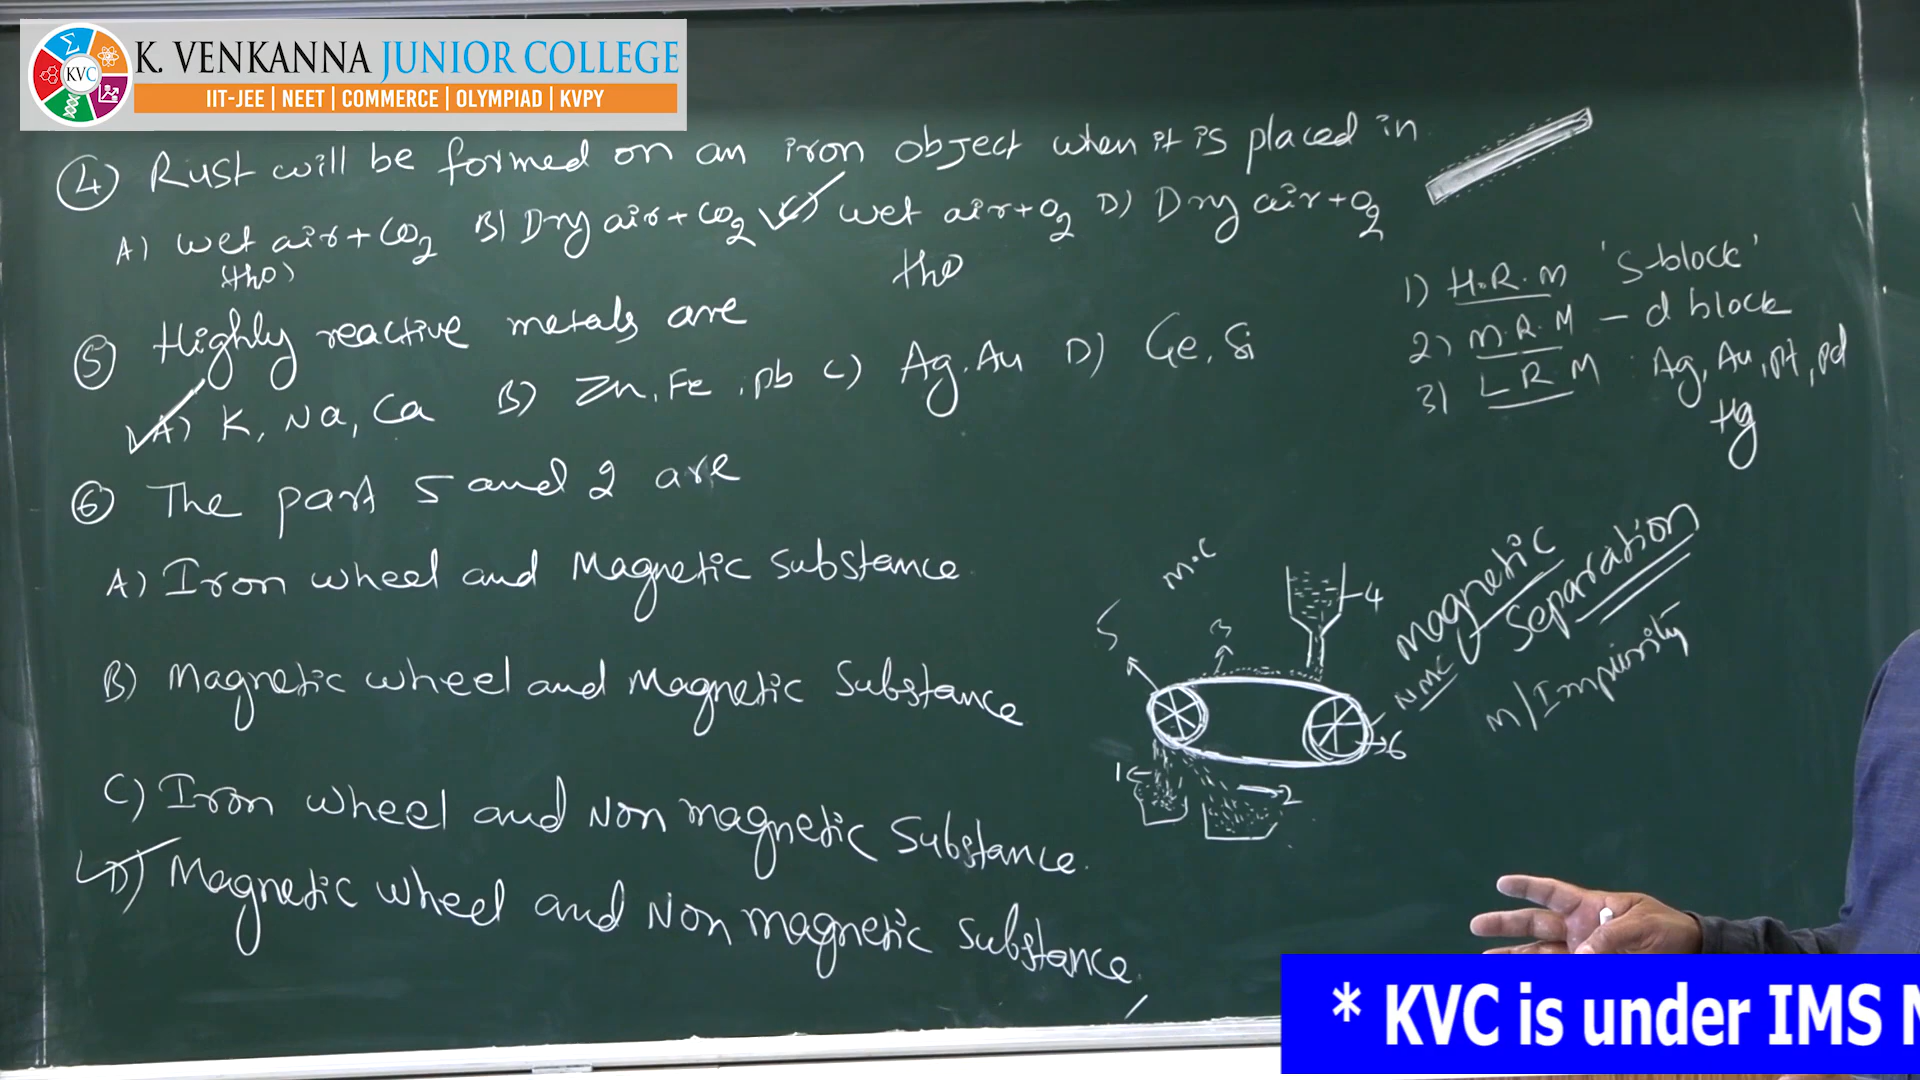 K. VENKANNA JUNIOR COLLEGE
KVC
IIT-JEE | NEET | COMMERCE | OLYMPIAD | KVPY
④ Rust will be formed on an iron object when it is placed in
A) wet air + CO2 B) Dry air + CO2 C) wet air + O2 D) Dry air + O2
(H2O) H2O
⑤ Highly reactive metals are
A) K, Na, Ca B) Zn, Fe, pb C) Ag, Au D) Ge, Si
⑥ The part 5 and 2 are
A) Iron wheel and Magnetic substance
B) Magnetic wheel and Magnetic Substance
C) Iron wheel and Non magnetic Substance.
D) Magnetic wheel and Non magnetic Substance.
1) H.R.M 'S-block'
2) M.R.M – d block
3) L R M Ag, Au, pt, pd
Hg
M.C
5
3
4
6
1
2
Magnetic
Separation
NMC
M/Impurity
* KVC is under IMS N